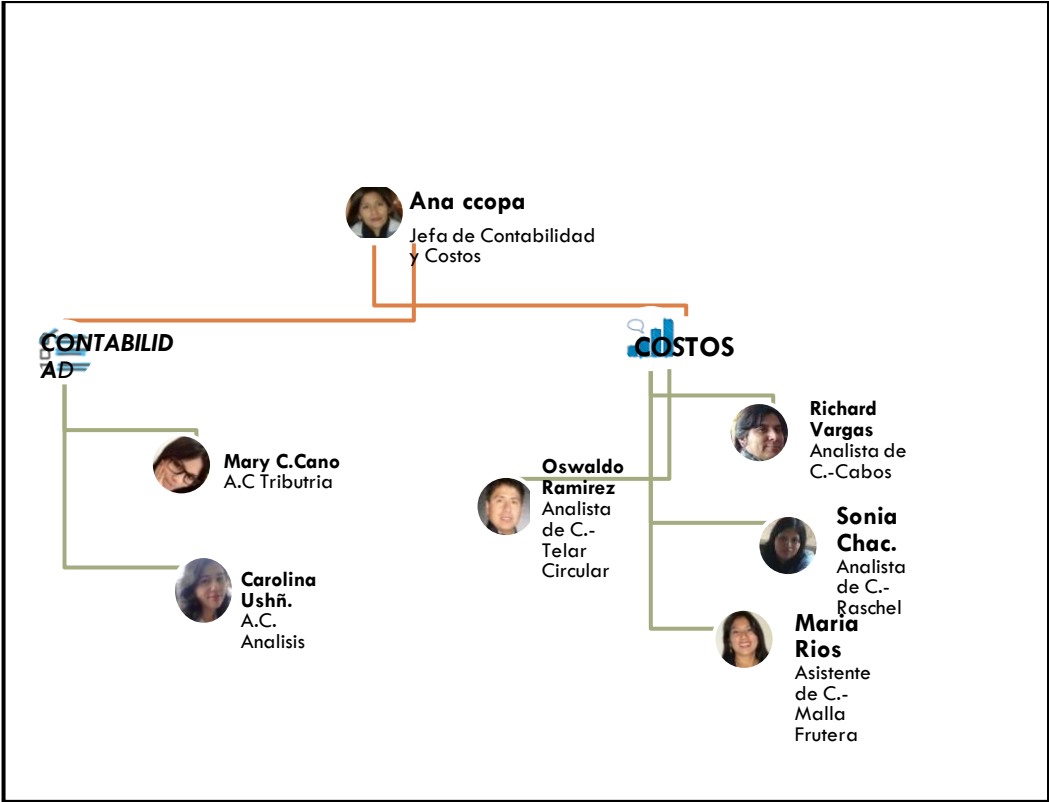 Ana ccopa
Jefa de Contabilidad
y Costos
CONTABILID
AD
COSTOS
Mary C.Cano
A.C Tributria
Carolina
Ushñ.
A.C.
Analisis
Oswaldo
Ramirez
Analista
de C.-
Telar
Circular
Richard
Vargas
Analista de
C.-Cabos
Sonia
Chac.
Analista
de C.-
Raschel
Maria
Rios
Asistente
de C.-
Malla
Frutera